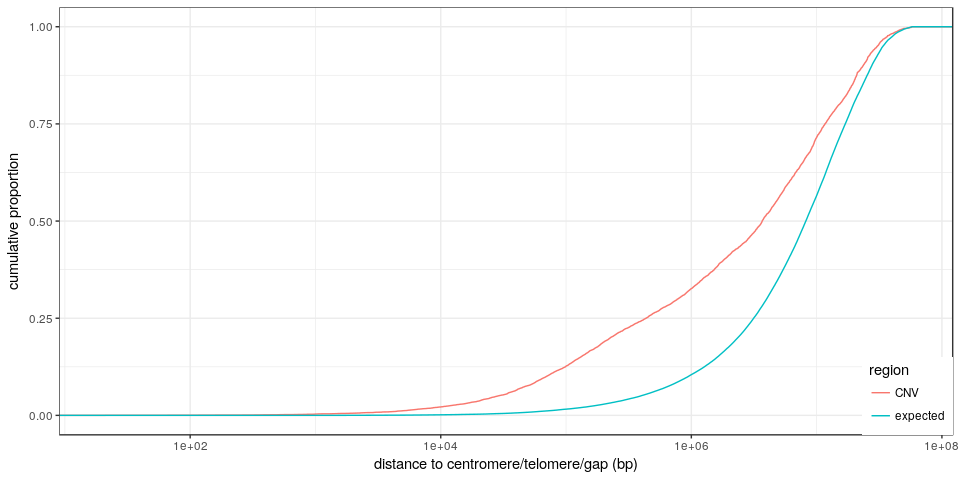 cumulative proportion
1.00
0.75
0.50
0.25
0.00
1e+02
1e+04
1e+06
1e+08
distance to centromere/telomere/gap (bp)
region
CNV
expected